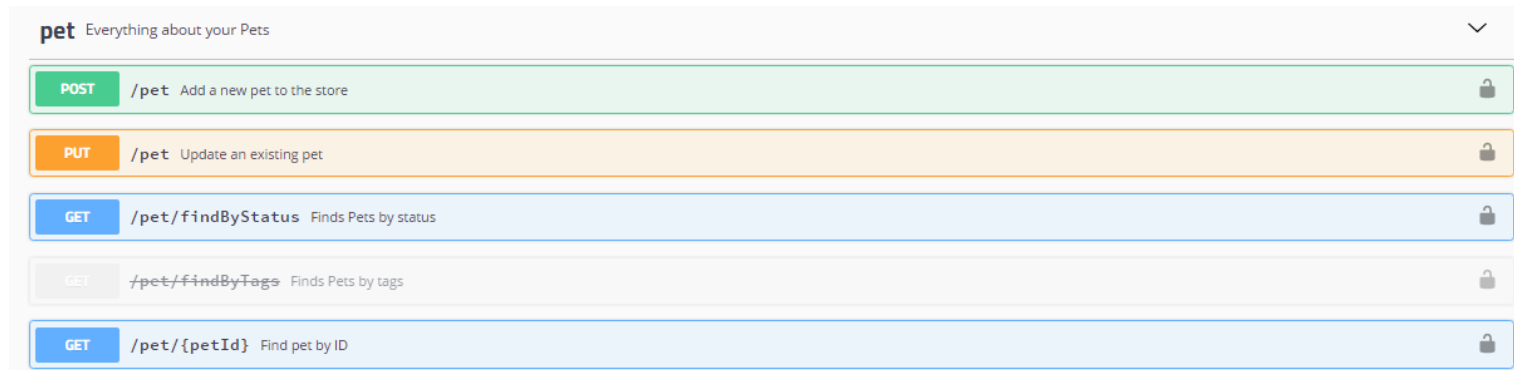 pet Everything about your Pets
POST /pet Add a new pet to the store
PUT /pet Update an existing pet
GET /pet/findByStatus Finds Pets by status
GET /pet/findByTags Finds Pets by tags
GET /pet/{petId} Find pet by ID